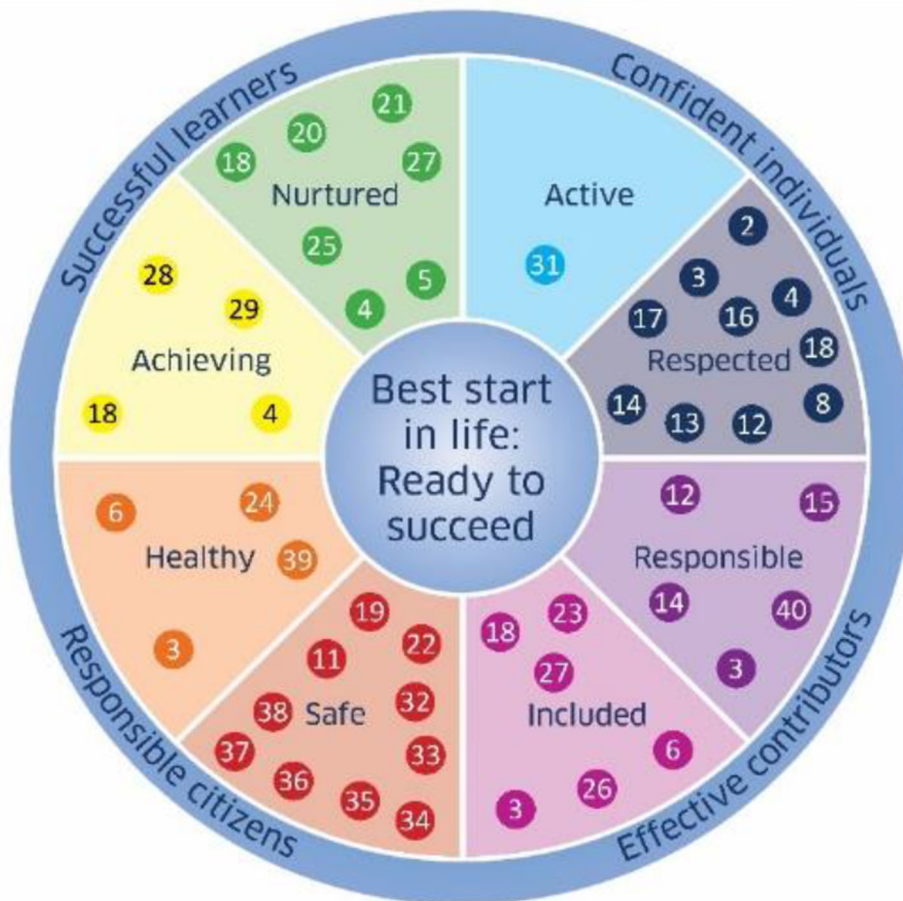 Successful learners
Confident individuals
Effective contributors
Responsible citizens
Best start
in life:
Ready to
succeed
Nurtured
18
20
21
27
25
5
4
Active
31
Respected
2
3
4
17
16
18
14
13
12
8
Responsible
12
15
14
40
3
Included
18
23
27
6
26
3
Safe
19
22
11
32
38
33
37
36
35
34
Healthy
6
24
39
3
Achieving
28
29
18
4